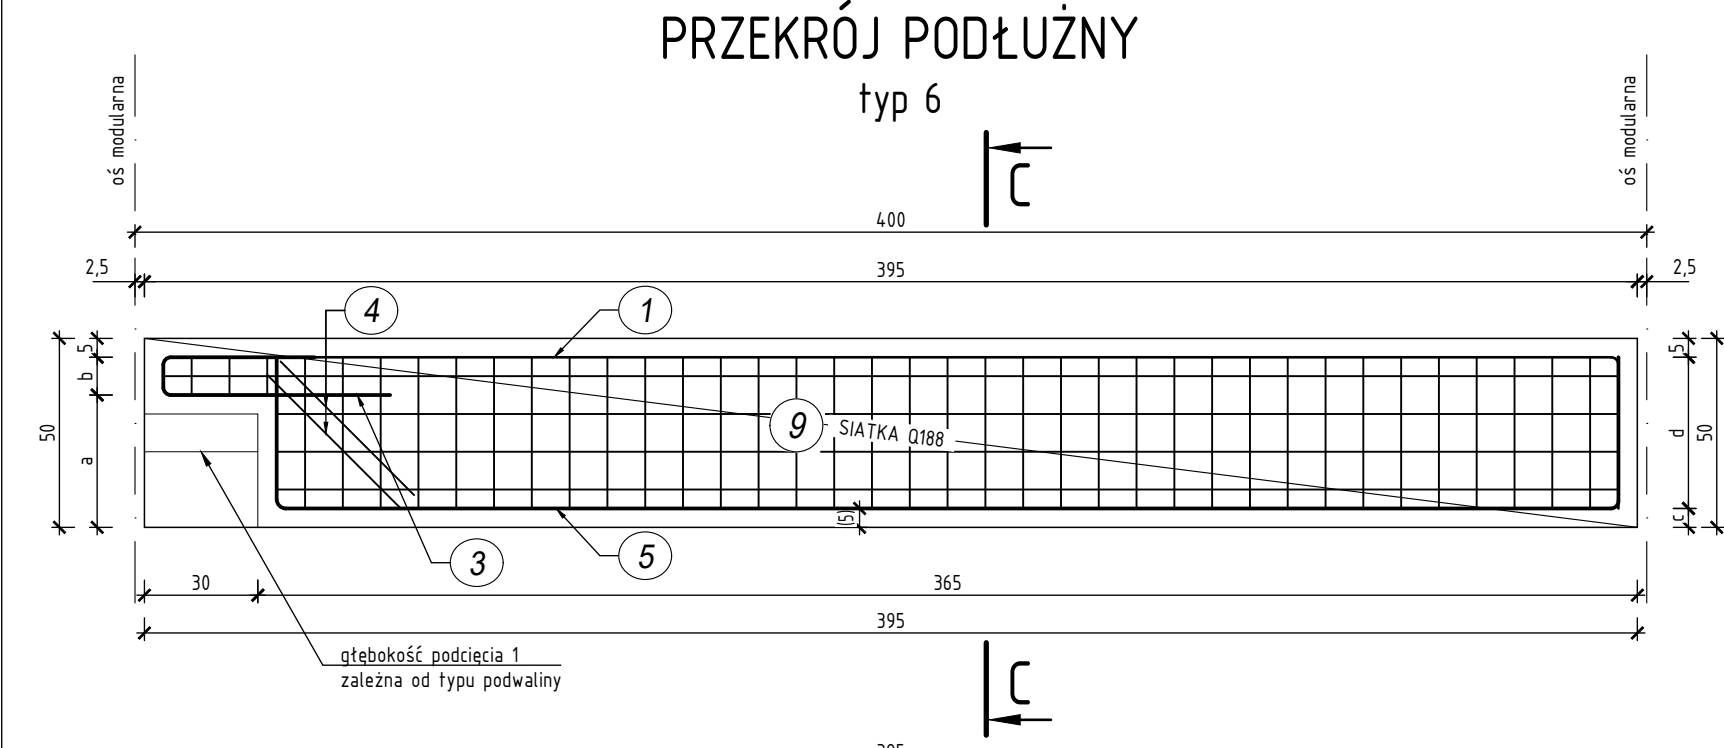 PRZEKRÓJ PODŁUŻNY
typ 6
oś modularna
oś modularna
C
400
2,5
395
2,5
4
1
5
b
a
50
9
SIATKA Q188
5
d
50
(5)
3
5
30
365
395
głębokość podcięcia 1
zależna od typu podwaliny
C